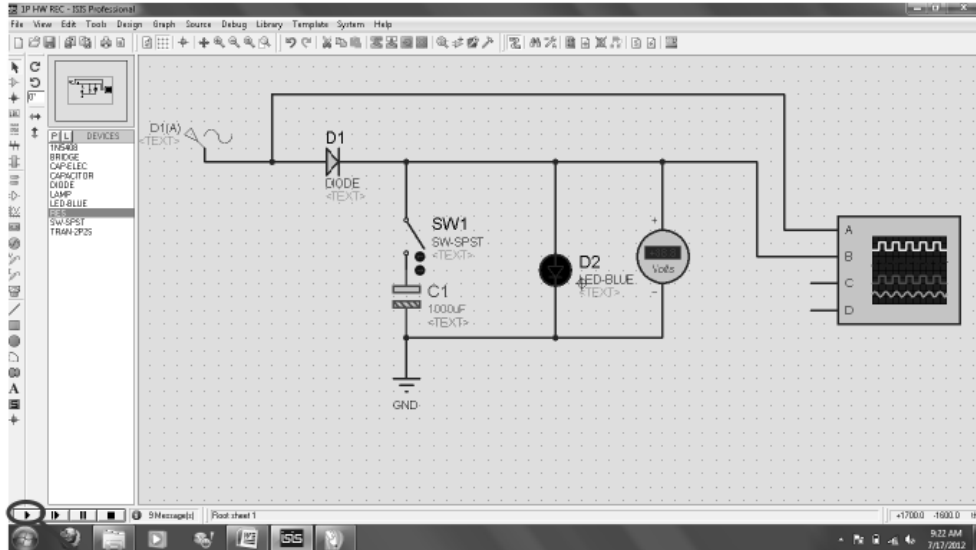 1P HW REC - ISIS Professional
File View Edit Tools Design Graph Source Debug Library Template System Help
P L DEVICES
1N5408
BRIDGE
CAP-ELEC
CAPACITOR
DIODE
LAMP
LED-BLUE
RES
SW-SPST
TRAN-2P2S
D1(A)
<TEXT>
D1
DIODE
<TEXT>
SW1
SW-SPST
<TEXT>
C1
1000uF
<TEXT>
GND
D2
LED-BLUE
<TEXT>
+
Volts
-
A
B
C
D
9 Message(s) Root sheet 1
+1700.0 -1600.0 th
isis
9:22 AM
7/17/2012